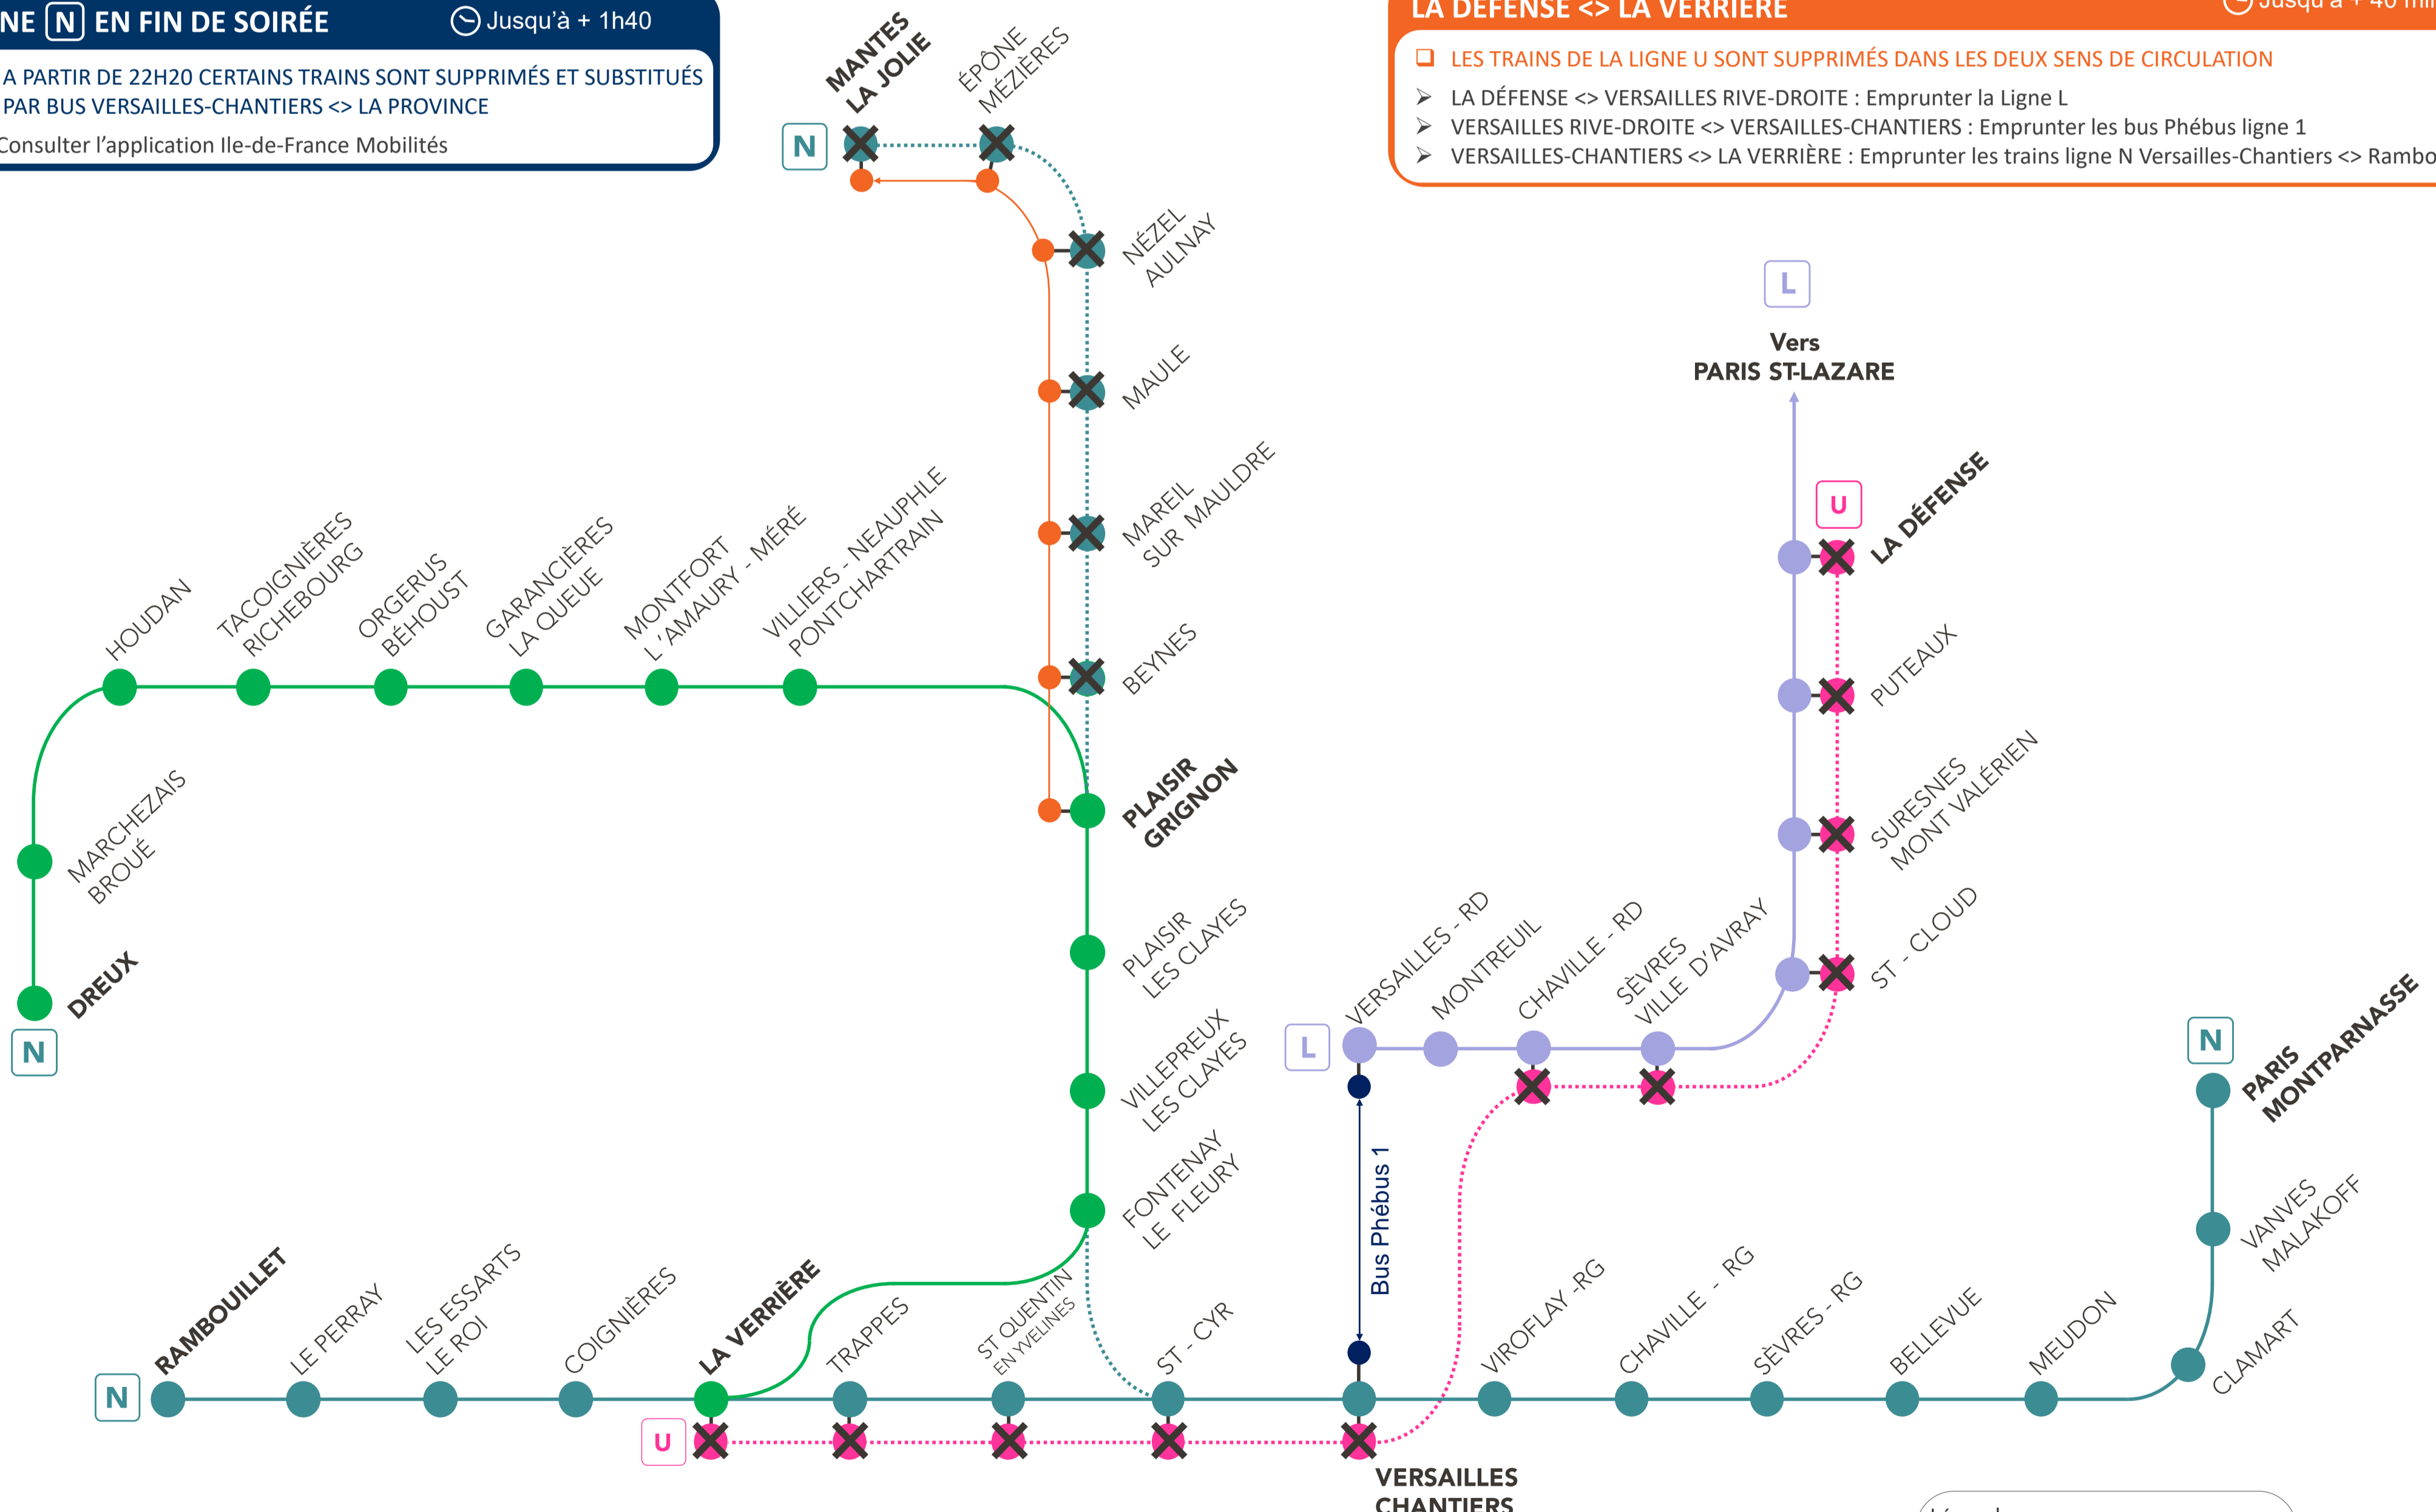 NE N EN FIN DE SOIRÉE
Jusqu'à + 1h40
A PARTIR DE 22H20 CERTAINS TRAINS SONT SUPPRIMÉS ET SUBSTITUÉS
PAR BUS VERSAILLES-CHANTIERS <> LA PROVINCE
Consulter l'application Ile-de-France Mobilités
LA DÉFENSE <> LA VERRIÈRE
Jusqu'à + 40 min
LES TRAINS DE LA LIGNE U SONT SUPPRIMÉS DANS LES DEUX SENS DE CIRCULATION
LA DÉFENSE <> VERSAILLES RIVE-DROITE : Emprunter la Ligne L
VERSAILLES RIVE-DROITE <> VERSAILLES-CHANTIERS : Emprunter les bus Phébus ligne 1
VERSAILLES-CHANTIERS <> LA VERRIÈRE : Emprunter les trains ligne N Versailles-Chantiers <> Rambo
MANTES
LA JOLIE
ÉPÔNE
MÉZIÈRES
N
NÉZEL
AULNAY
MAULE
MAREIL
SUR MAULDRE
BEYNES
PLAISIR
GRIGNON
HOUDAN
TACOIGNIÈRES
RICHEBOURG
ORGERUS
BÉHOUST
GARANCIÈRES
LA QUEUE
MONTFORT
L'AMAURY - MÉRÉ
VILLIERS - NEAUPHLE
PONTCHARTRAIN
MARCHEZAIS
BROUÉ
DREUX
N
PLAISIR
LES CLAYES
VILLEPREUX
LES CLAYES
FONTENAY
LE FLEURY
L
Vers
PARIS ST-LAZARE
U
LA DÉFENSE
PUTEAUX
SURESNES
MONT VALÉRIEN
ST - CLOUD
L
VERSAILLES - RD
MONTREUIL
CHAVILLE - RD
SÈVRES
VILLE D'AVRAY
Bus Phébus 1
N
PARIS
MONTPARNASSE
VANVES
MALAKOFF
CLAMART
N
RAMBOUILLET
LE PERRAY
LES ESSARTS
LE ROI
COIGNIÈRES
LA VERRIÈRE
TRAPPES
ST QUENTIN
EN YVELINES
ST - CYR
VIROFLAY -RG
CHAVILLE - RG
SÈVRES - RG
BELLEVUE
MEUDON
U
VERSAILLES
CHANTIERS